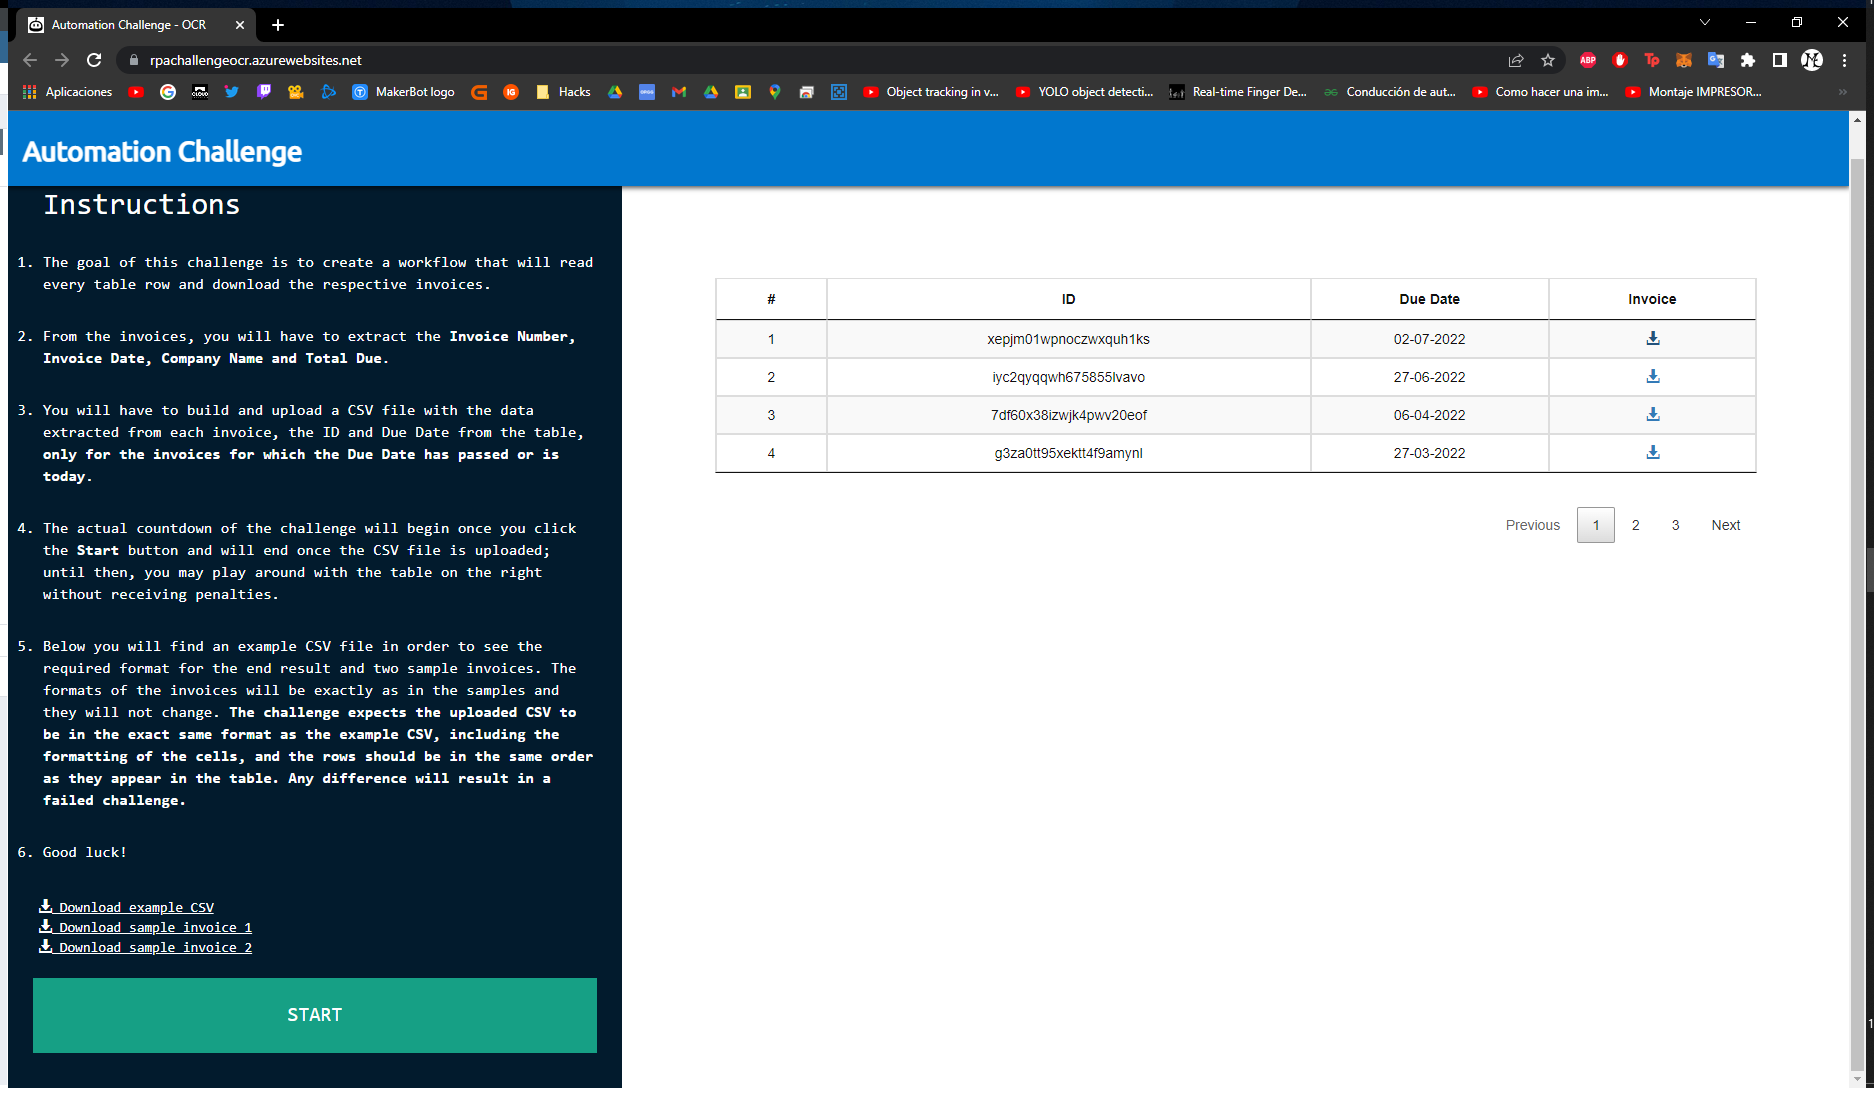 Automation Challenge - OCR
rpachallengeocr.azurewebsites.net
ABP
Tp
Aplicaciones
MakerBot logo
IG
Hacks
Object tracking in v...
YOLO object detecti...
Real-time Finger De...
Conducción de aut...
Como hacer una im...
Montaje IMPRESOR...
Automation Challenge
Instructions
1. The goal of this challenge is to create a workflow that will read
every table row and download the respective invoices.
2. From the invoices, you will have to extract the Invoice Number,
Invoice Date, Company Name and Total Due.
3. You will have to build and upload a CSV file with the data
extracted from each invoice, the ID and Due Date from the table,
only for the invoices for which the Due Date has passed or is
today.
4. The actual countdown of the challenge will begin once you click
the Start button and will end once the CSV file is uploaded;
until then, you may play around with the table on the right
without receiving penalties.
5. Below you will find an example CSV file in order to see the
required format for the end result and two sample invoices. The
formats of the invoices will be exactly as in the samples and
they will not change. The challenge expects the uploaded CSV to
be in the exact same format as the example CSV, including the
formatting of the cells, and the rows should be in the same order
as they appear in the table. Any difference will result in a
failed challenge.
6. Good luck!
Download example CSV
Download sample invoice 1
Download sample invoice 2
START
# ID Due Date Invoice
1 xepjm01wpnoczwxquh1ks 02-07-2022
2 iyc2qyqqwh675855lvavo 27-06-2022
3 7df60x38izwjk4pwv20eof 06-04-2022
4 g3za0tt95xektt4f9amynl 27-03-2022
Previous 1 2 3 Next